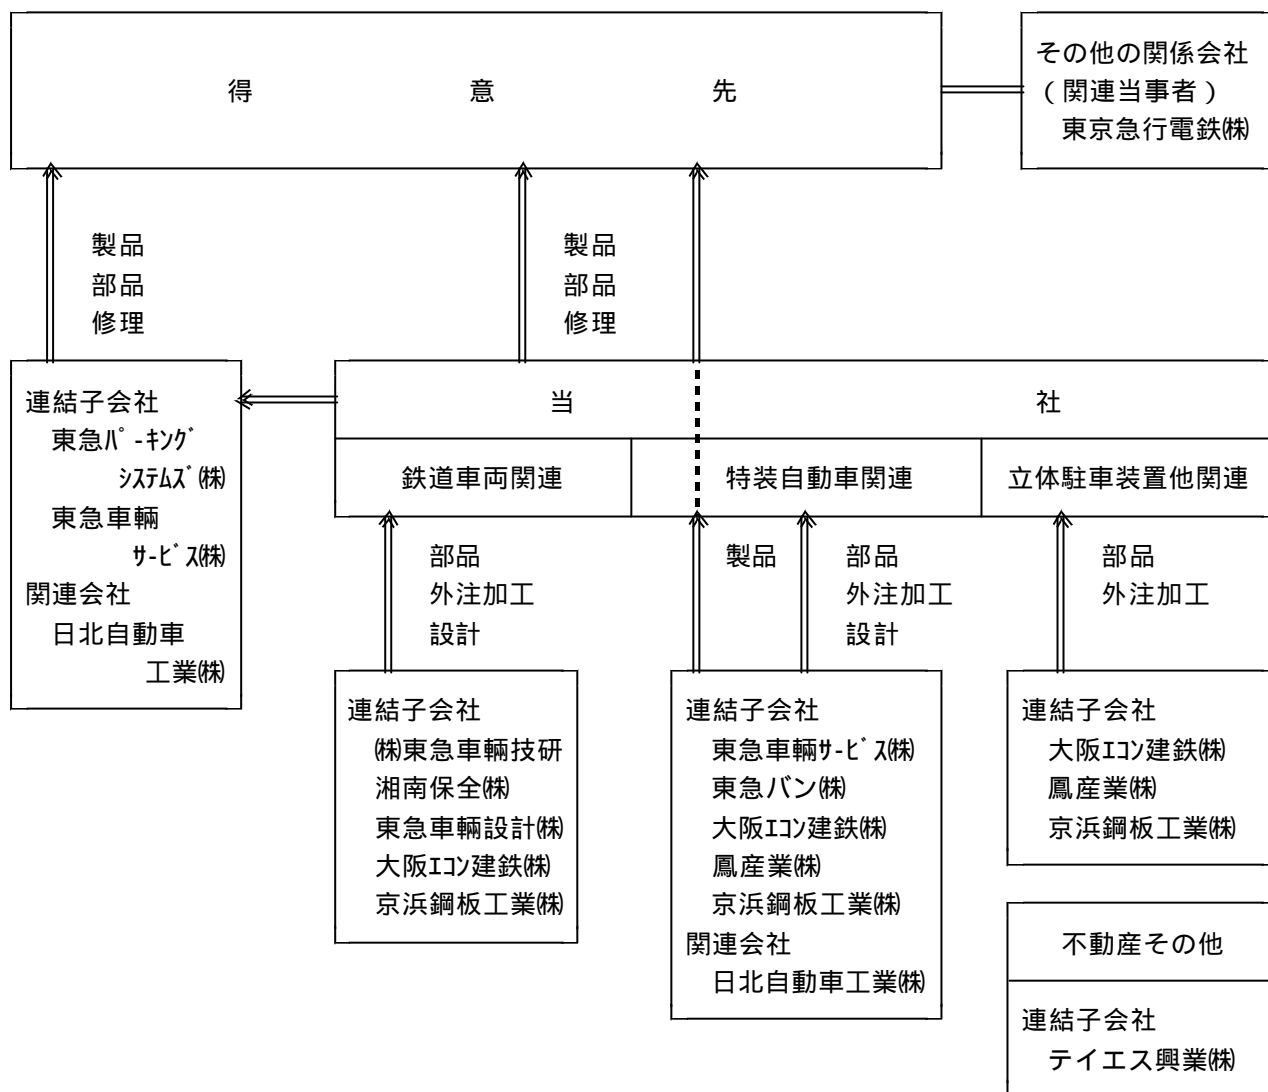 得意先
その他の関係会社
(関連当事者)
東京急行電鉄㈱
製品
部品
修理
製品
部品
修理
連結子会社
東急ﾊﾟ-ｷﾝｸﾞ
ｼｽﾃﾑｽﾞ㈱
東急車輛
ｻ-ﾋﾞｽ㈱
関連会社
日北自動車
工業㈱
当社
鉄道車両関連
特装自動車関連
立体駐車装置他関連
部品
外注加工
設計
製品
部品
外注加工
設計
部品
外注加工
連結子会社
㈱東急車輛技研
湘南保全㈱
東急車輛設計㈱
大阪ｴｺﾝ建鉄㈱
京浜鋼板工業㈱
連結子会社
東急車輛ｻ-ﾋﾞｽ㈱
東急バン㈱
大阪ｴｺﾝ建鉄㈱
鳳産業㈱
京浜鋼板工業㈱
関連会社
日北自動車工業㈱
連結子会社
大阪ｴｺﾝ建鉄㈱
鳳産業㈱
京浜鋼板工業㈱
不動産その他
連結子会社
テイエス興業㈱